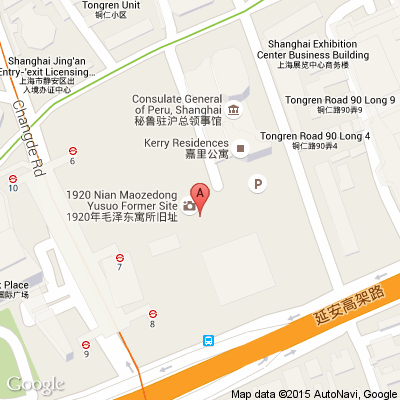 Tongren Unit
铜仁小区
Shanghai Jing'an
Entry-'exit Licensing...
上海市静安区出
入境办证中心
Shanghai Exhibition
Center Business Building
上海展览中心商务楼
Changde Rd
Consulate General
of Peru, Shanghai
秘鲁驻沪总领事馆
Tongren Road 90 Long 9
铜仁路90弄9
Tongren Road 90 Long 4
铜仁路90弄4
Kerry Residences
嘉里公寓
6
10
P
A
1920 Nian Maozedong
Yusuo Former Site
1920年毛泽东寓所旧址
7
Place
国际广场
8
9
延安高架路
Google
Map data ©2015 AutoNavi, Google